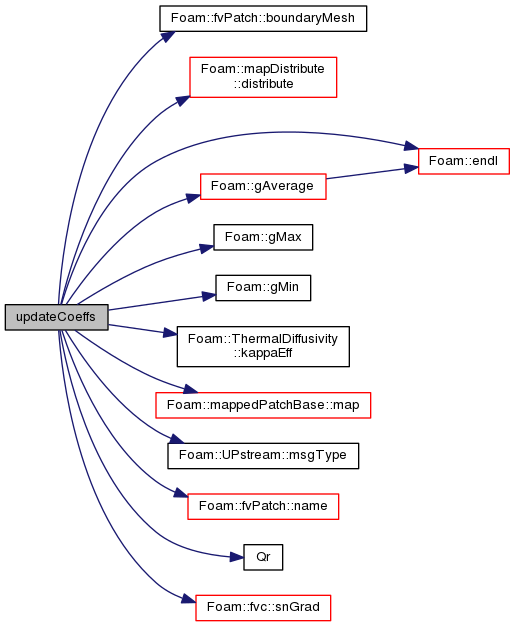 Foam::fvPatch::boundaryMesh
Foam::mapDistribute
::distribute
Foam::endl
Foam::gAverage
Foam::gMax
Foam::gMin
updateCoeffs
Foam::ThermalDiffusivity
::kappaEff
Foam::mappedPatchBase::map
Foam::UPstream::msgType
Foam::fvPatch::name
Qr
Foam::fvc::snGrad